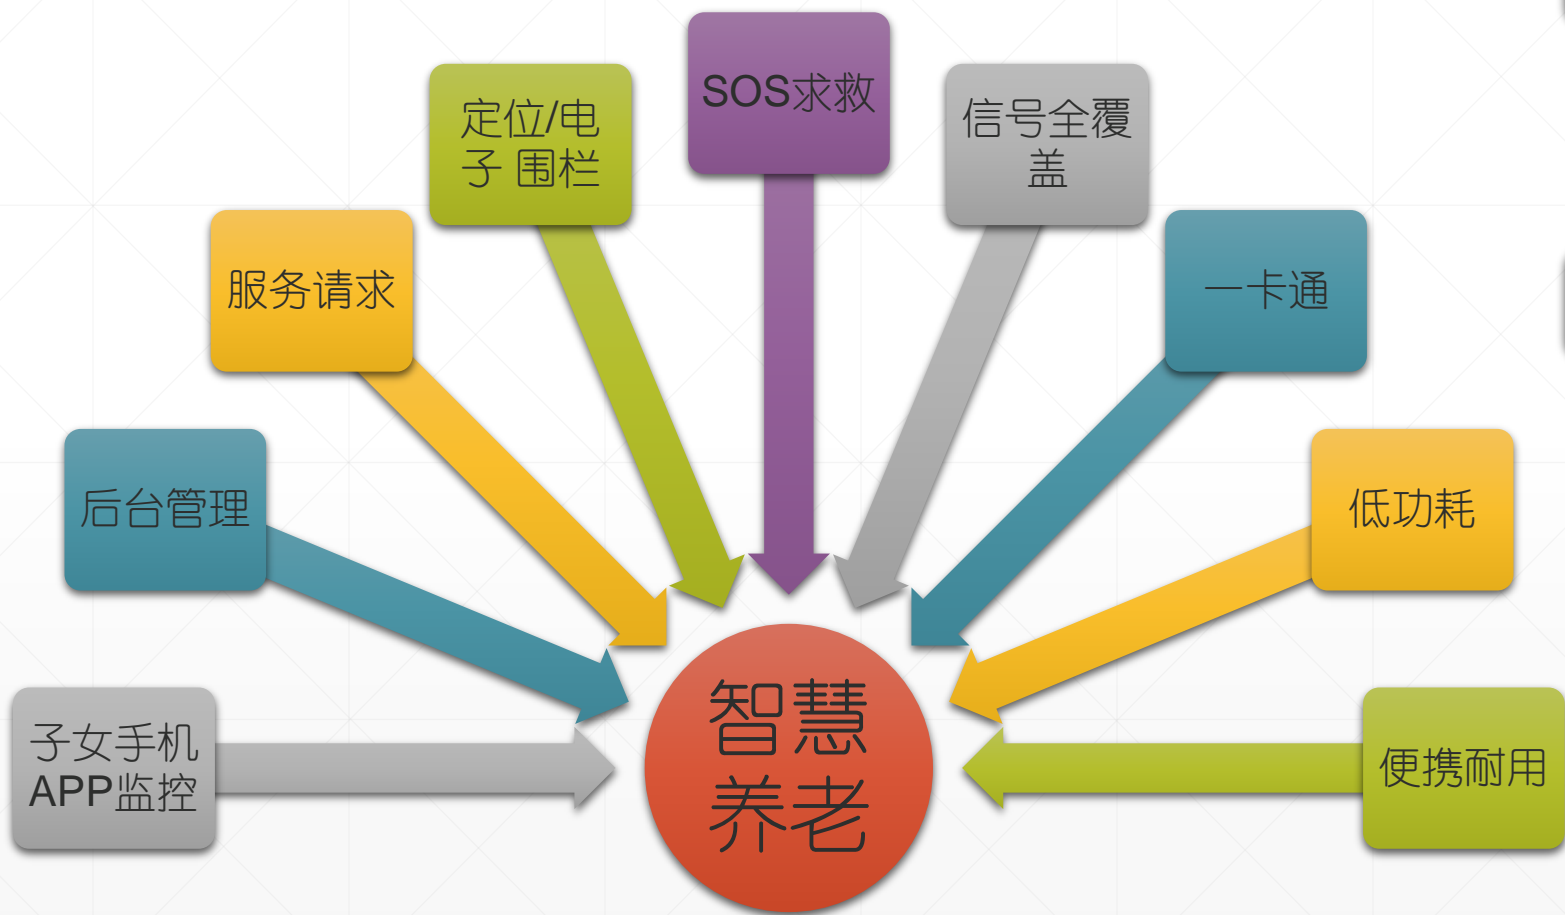 SOS求救
定位/电
子 围栏
信号全覆
盖
服务请求
一卡通
后台管理
低功耗
子女手机
APP监控
智慧
养老
便携耐用